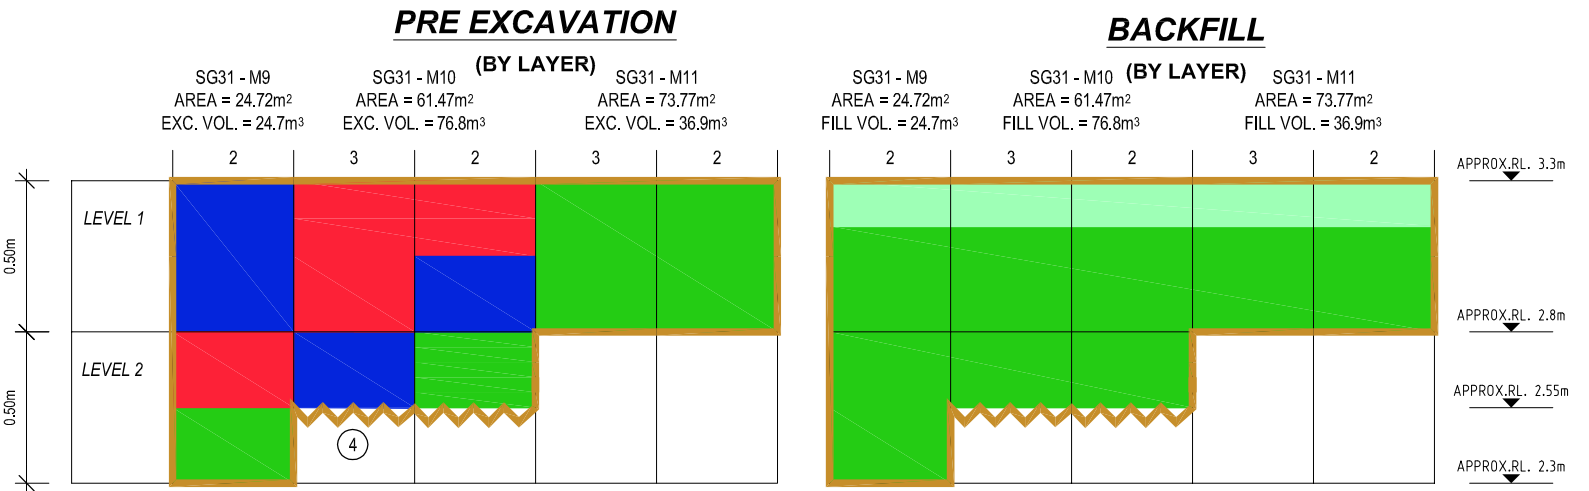 PRE EXCAVATION
(BY LAYER)
SG31 - M9
AREA = 24.72m²
EXC. VOL. = 24.7m³
SG31 - M10
AREA = 61.47m²
EXC. VOL. = 76.8m³
SG31 - M11
AREA = 73.77m²
EXC. VOL. = 36.9m³
2 3 2 3 2
LEVEL 1
LEVEL 2
0.50m
0.50m
4
BACKFILL
(BY LAYER)
SG31 - M9
AREA = 24.72m²
FILL VOL. = 24.7m³
SG31 - M10
AREA = 61.47m²
FILL VOL. = 76.8m³
SG31 - M11
AREA = 73.77m²
FILL VOL. = 36.9m³
2 3 2 3 2
APPROX.RL. 3.3m
APPROX.RL. 2.8m
APPROX.RL. 2.55m
APPROX.RL. 2.3m